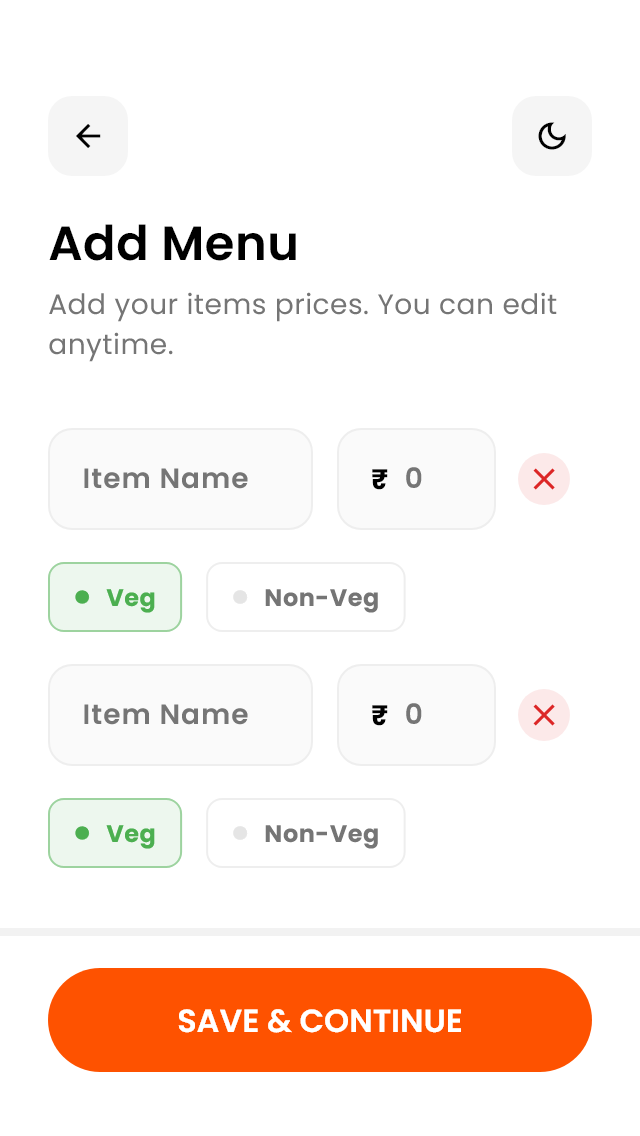 Add Menu
Add your items prices. You can edit
anytime.
Item Name
₹ 0
Veg
Non-Veg
Item Name
₹ 0
Veg
Non-Veg
SAVE & CONTINUE